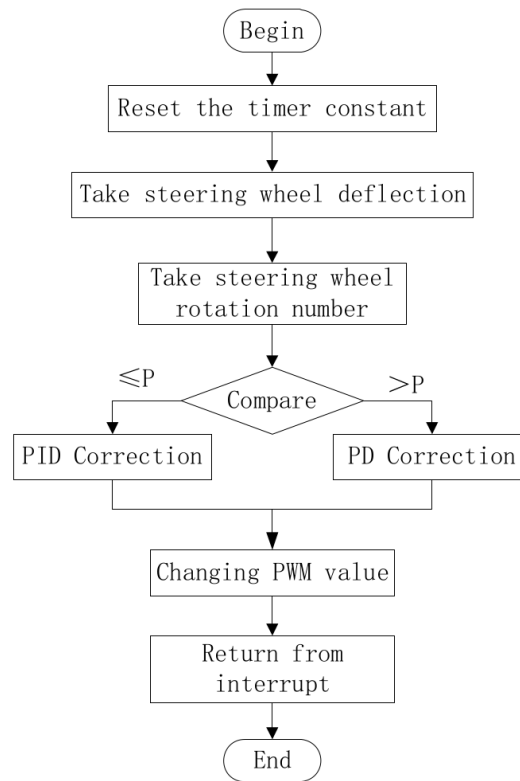 Begin
Reset the timer constant
Take steering wheel deflection
Take steering wheel
rotation number
≤P
Compare
>P
PID Correction
PD Correction
Changing PWM value
Return from
interrupt
End